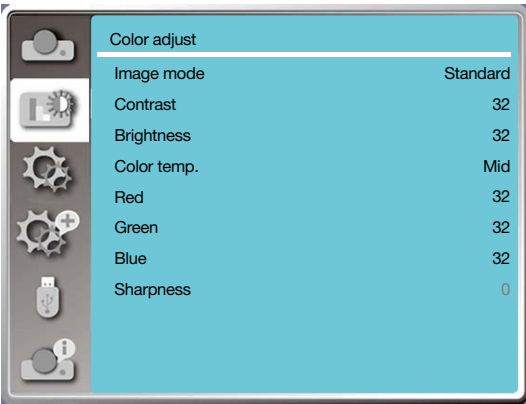 Color adjust
Image mode Standard
Contrast 32
Brightness 32
Color temp. Mid
Red 32
Green 32
Blue 32
Sharpness 0